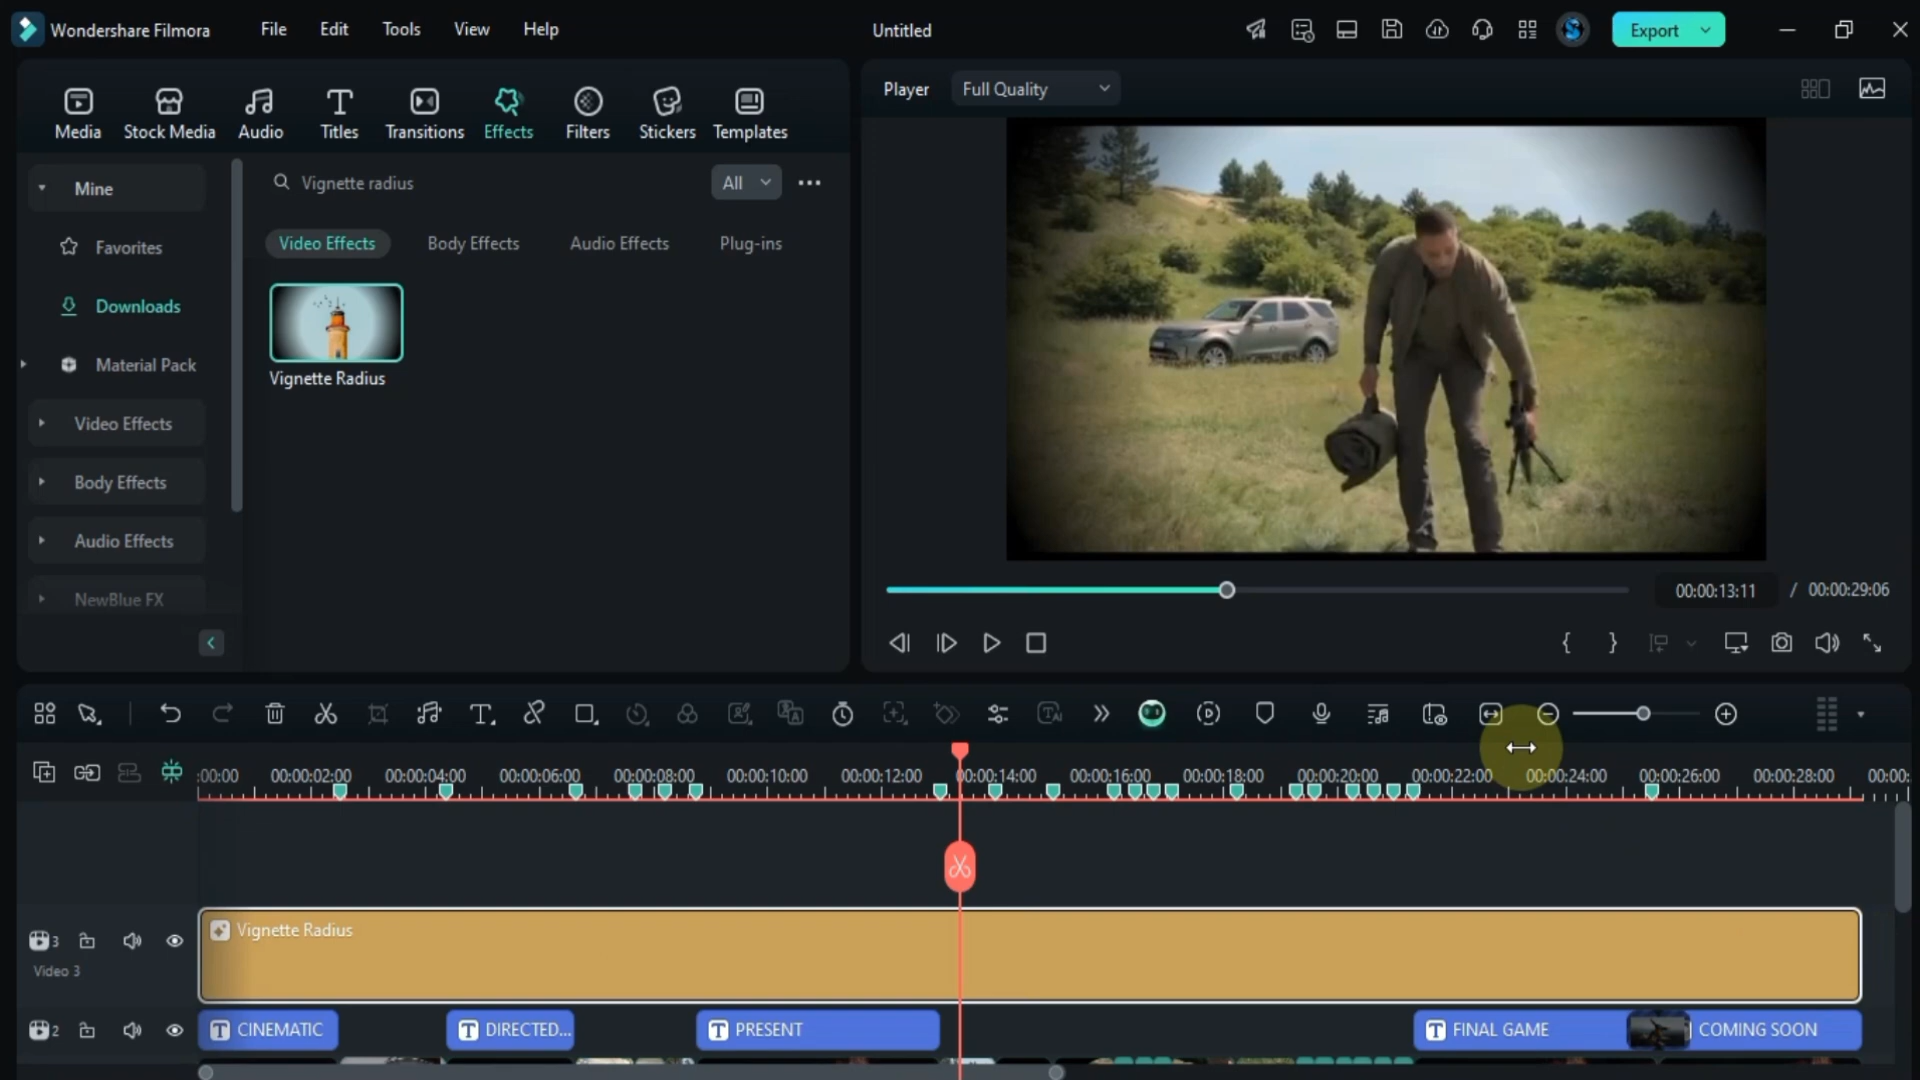 Wondershare Filmora
File
Edit
Tools
View
Help
Untitled
Export
Media
Stock Media
Audio
Titles
Transitions
Effects
Filters
Stickers
Templates
Player
Full Quality
Mine
Favorites
Downloads
Material Pack
Video Effects
Body Effects
Audio Effects
NewBlue FX
Vignette radius
All
Video Effects
Body Effects
Audio Effects
Plug-ins
Vignette Radius
00:00:13:11 / 00:00:29:06
:00:00 00:00:02:00 00:00:04:00 00:00:06:00 00:00:08:00 00:00:10:00 00:00:12:00 00:00:14:00 00:00:16:00 00:00:18:00 00:00:20:00 00:00:22:00 00:00:24:00 00:00:26:00 00:00:28:00 00:00:
Vignette Radius
3
Video 3
2
CINEMATIC
DIRECTED...
PRESENT
FINAL GAME
COMING SOON